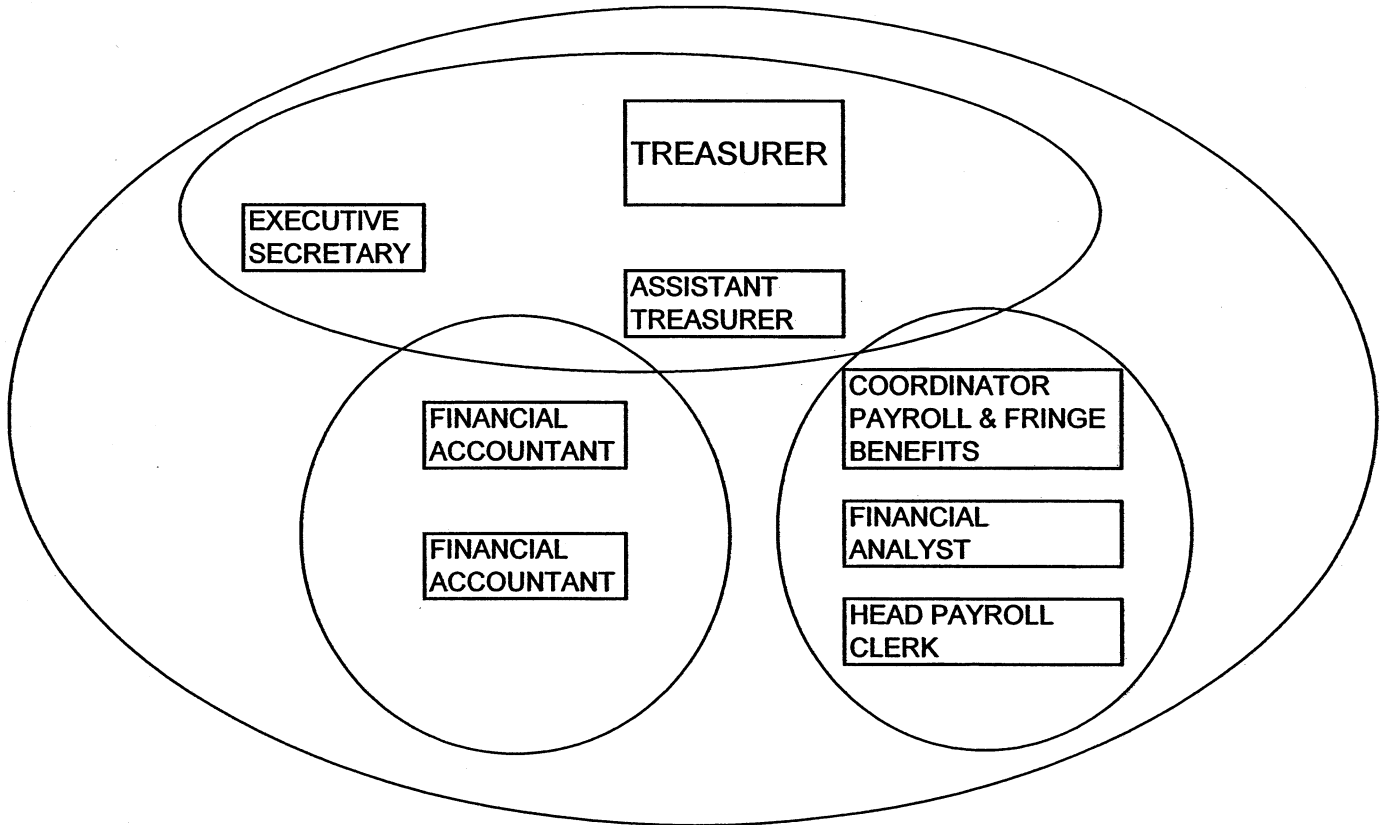 TREASURER
EXECUTIVE
SECRETARY
ASSISTANT
TREASURER
FINANCIAL
ACCOUNTANT
FINANCIAL
ACCOUNTANT
COORDINATOR
PAYROLL & FRINGE
BENEFITS
FINANCIAL
ANALYST
HEAD PAYROLL
CLERK